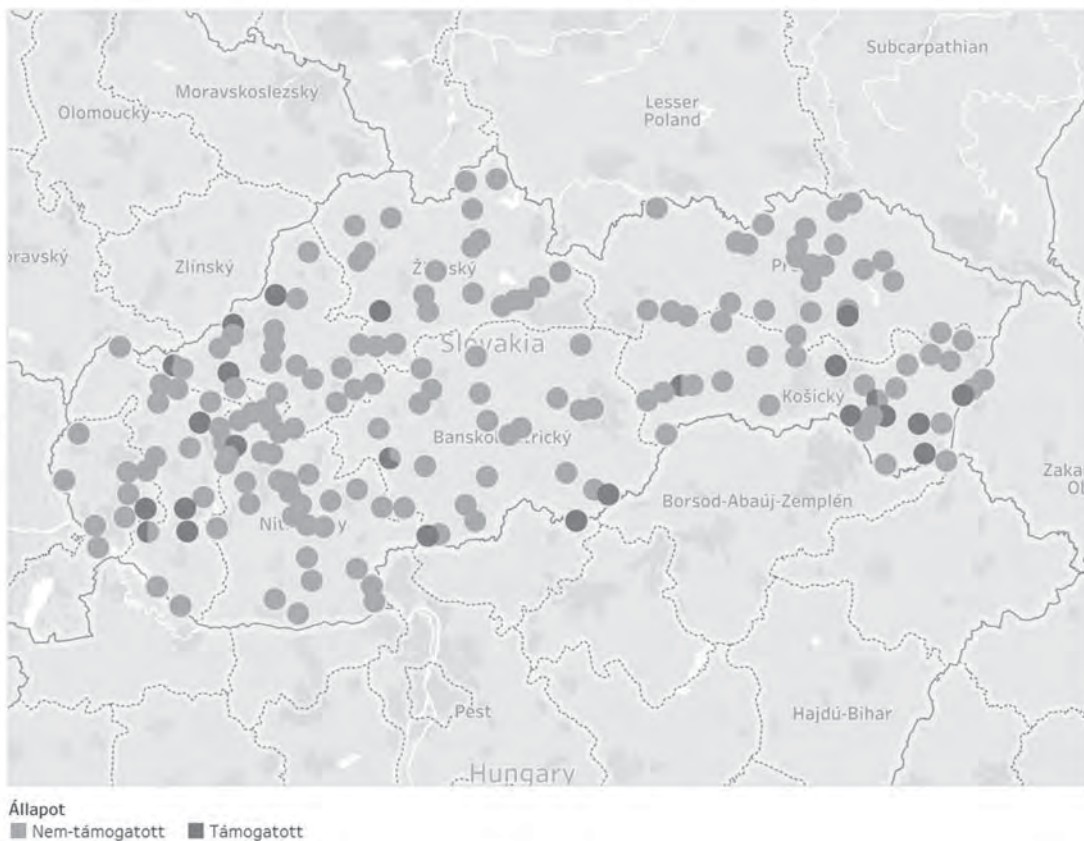 Subcarpathian
Moravskoslezský
Olomoucký
Lesser
Poland
oravský
Zlínský
Slovakia
Košický
Borsod-Abaúj-Zemplén
Pest
Hajdú-Bihar
Hungary
Állapot
Nem-támogatott Támogatott